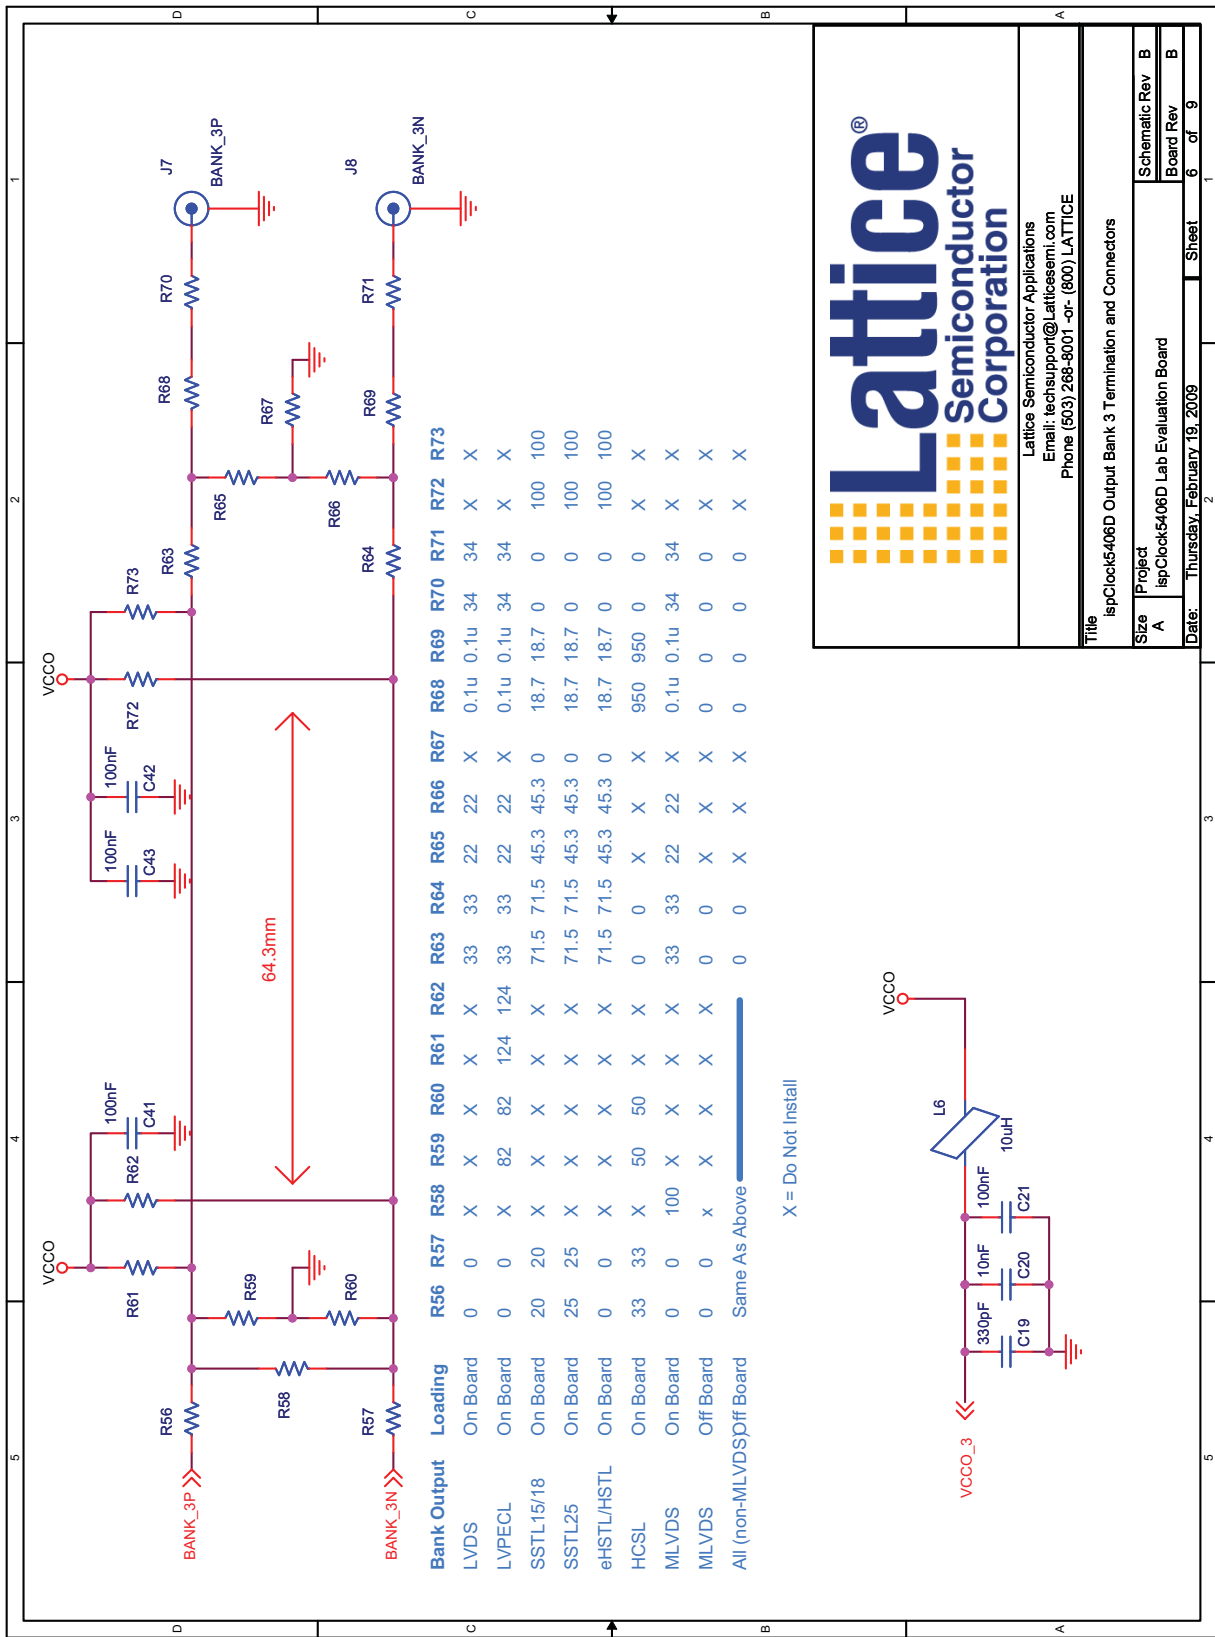 5 4 3 2 1
D
C
B
A
BANK_3P
BANK_3N
R56
R57
R58
R59
R60
VCCO
R61
R62
100nF
C41
64.3mm
100nF
C43
100nF
C42
VCCO
R72
R73
R63
R64
R65
R66
R67
R68
R69
R70
R71
J7
BANK_3P
J8
BANK_3N
Bank Output Loading R56 R57 R58 R59 R60 R61 R62 R63 R64 R65 R66 R67 R68 R69 R70 R71 R72 R73
LVDS On Board 0 0 X X X X X 33 33 22 22 X 0.1u 0.1u 34 34 X X
LVPECL On Board 0 0 X 82 82 124 124 33 33 22 22 X 0.1u 0.1u 34 34 X X
SSTL15/18 On Board 20 20 X X X X X 71.5 71.5 45.3 45.3 0 18.7 18.7 0 0 100 100
SSTL25 On Board 25 25 X X X X X 71.5 71.5 45.3 45.3 0 18.7 18.7 0 0 100 100
eHSTL/HSTL On Board 0 0 X X X X X 71.5 71.5 45.3 45.3 0 18.7 18.7 0 0 100 100
HCSL On Board 33 33 X 50 50 X X 0 0 X X X 950 950 0 0 X X
MLVDS On Board 0 0 100 X X X X 33 33 22 22 X 0.1u 0.1u 34 34 X X
MLVDS Off Board 0 0 x X X X X 0 0 X X X 0 0 0 0 X X
All (non-MLVDS) Off Board Same As Above 0 0 X X X 0 0 0 0 X X
X = Do Not Install
VCCO_3
330pF
C19
10nF
C20
100nF
C21
L6
10uH
VCCO
Lattice®
Semiconductor
Corporation
Lattice Semiconductor Applications
Email: techsupport@Latticesemi.com
Phone (503) 268-8001 -or- (800) LATTICE
Title
ispClock5406D Output Bank 3 Termination and Connectors
Size
A
Project
ispClock5406D Lab Evaluation Board
Schematic Rev B
Board Rev B
Date: Thursday, February 19, 2009 Sheet 6 of 9
5 4 3 2 1
D
C
B
A